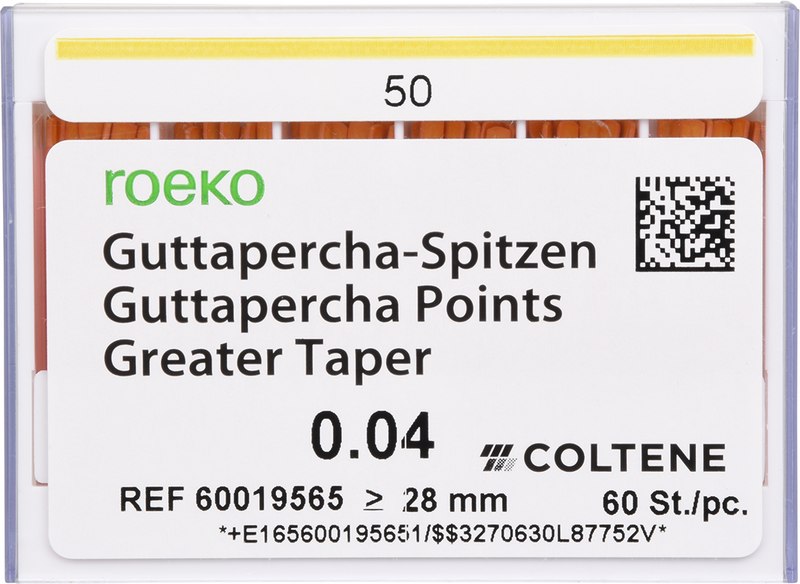 50
roeko
Guttapercha-Spitzen
Guttapercha Points
Greater Taper
0.04
COLTENE
REF 60019565 ≥ 28 mm 60 St./pc.
*+E165600195651/$$3270630L87752V*